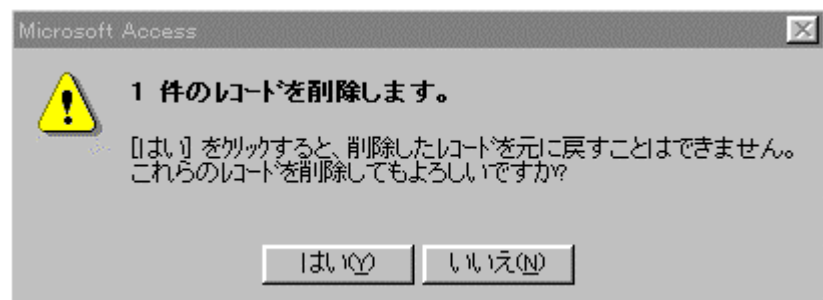 Microsoft Access
1 件のﾚｺｰﾄﾞを削除します。
[はい] をｸﾘｯｸすると、削除したﾚｺｰﾄﾞを元に戻すことはできません。
これらのﾚｺｰﾄﾞを削除してもよろしいですか?
はい(Y) いいえ(N)